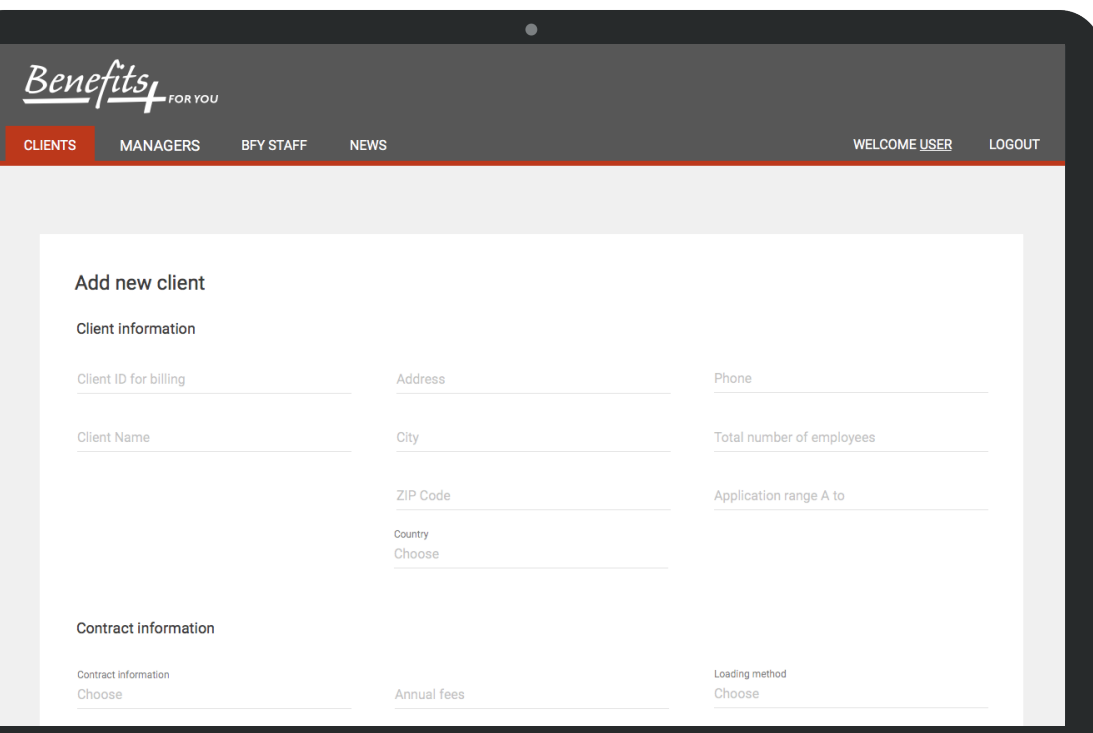 Benefits
FOR YOU
CLIENTS MANAGERS BFY STAFF NEWS WELCOME USER LOGOUT
Add new client
Client information
Client ID for billing Address Phone
Client Name City Total number of employees
ZIP Code Application range A to
Country
Choose
Contract information
Contract information Loading method
Choose Annual fees Choose